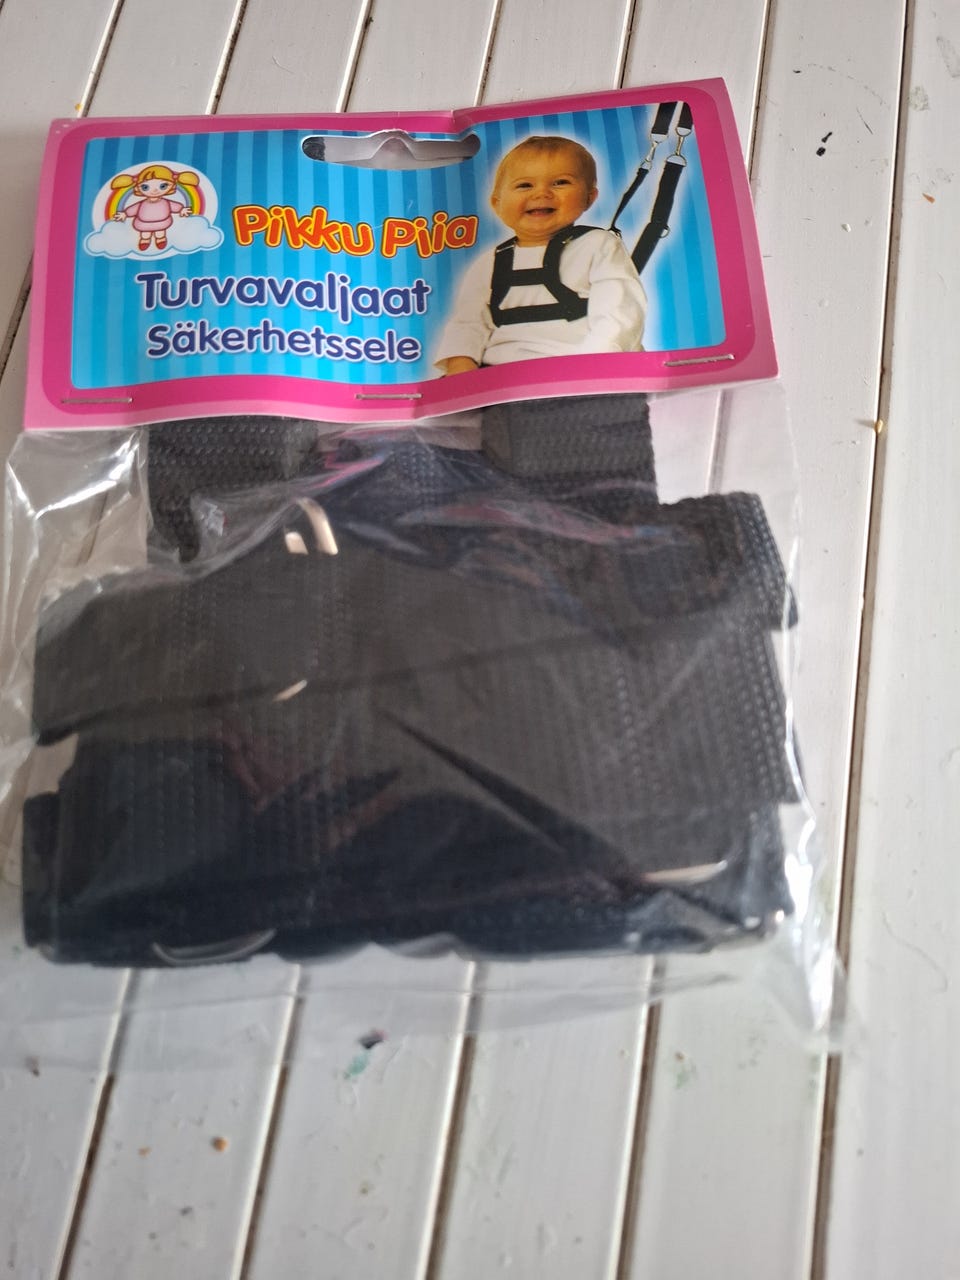 Pikku Piia
Turvavaljaat
Säkerhetssele